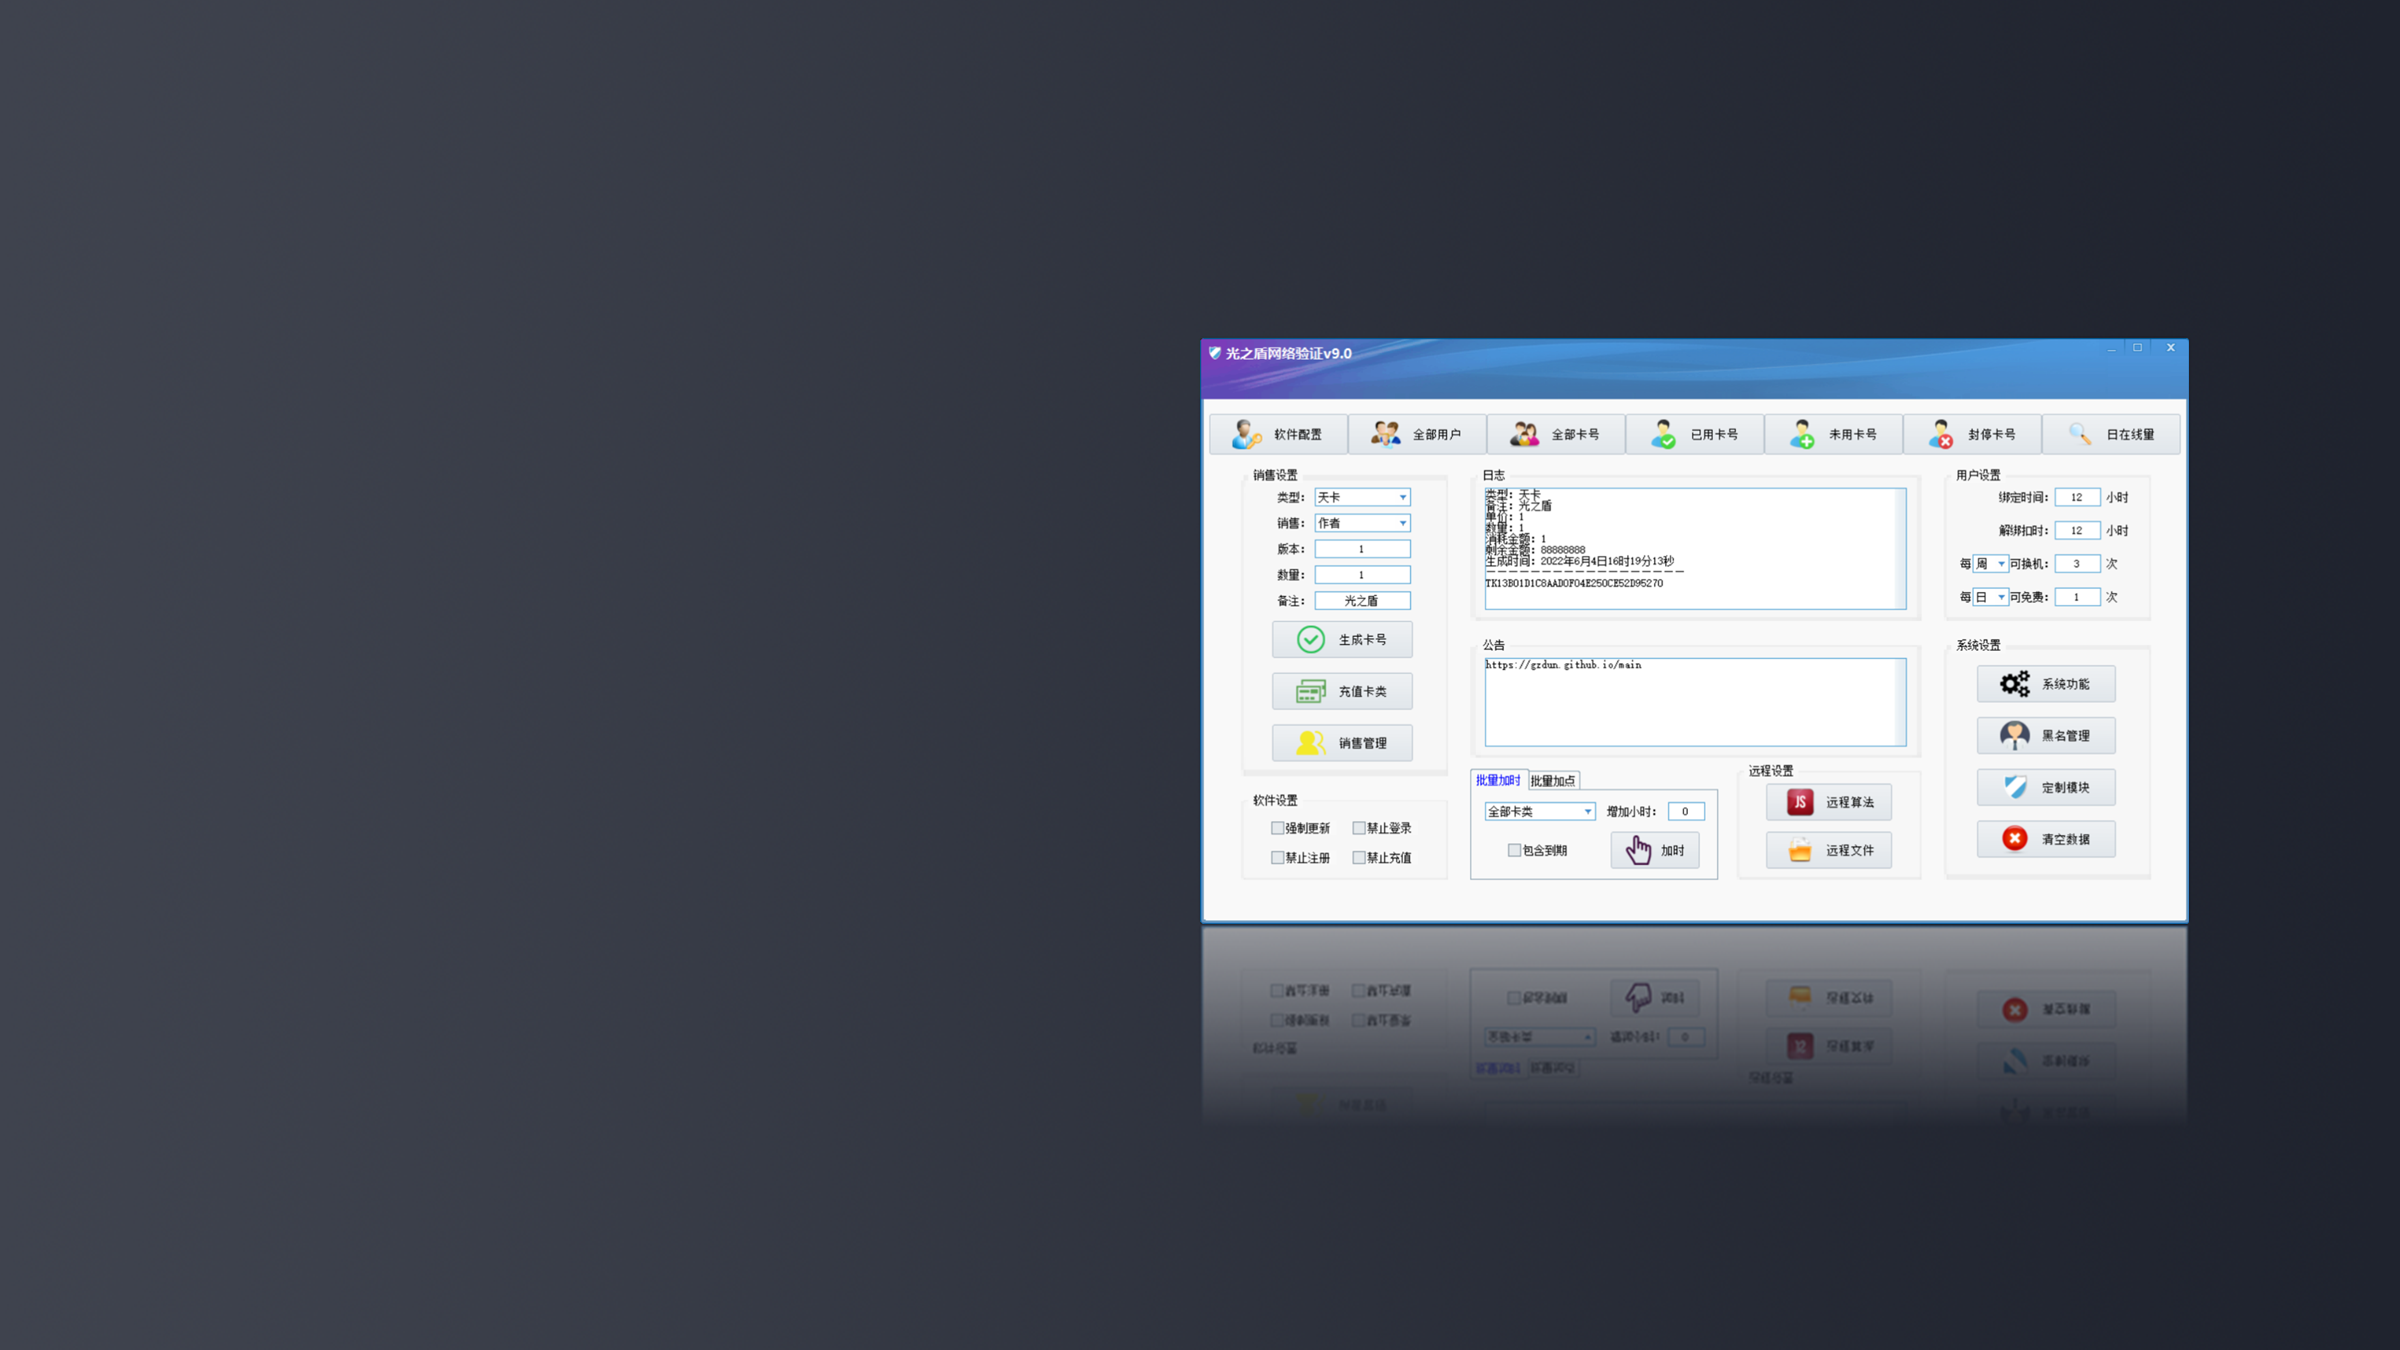 光之盾网络验证v9.0
软件配置
全部用户
全部卡号
已用卡号
未用卡号
封停卡号
日在线量
销售设置
类型: 天卡
销售: 作者
版本: 1
数量: 1
备注: 光之盾
生成卡号
充值卡类
销售管理
软件设置
强制更新 禁止登录
禁止注册 禁止充值
日志
类型: 天卡
备注: 光之盾
单价: 1
数量: 1
消耗金额: 1
剩余金额: 88888888
生成时间: 2022年6月4日16时19分13秒
——————————————————
TK13B01D1C8AAD0F04E250CE52D95270
公告
https://gzdun.github.io/main
批量加时 批量加点
全部卡类 增加小时: 0
包含到期 加时
远程设置
JS 远程算法
远程文件
用户设置
绑定时间: 12 小时
解绑扣时: 12 小时
每 周 可换机: 3 次
每 日 可免费: 1 次
系统设置
系统功能
黑名管理
定制模块
清空数据